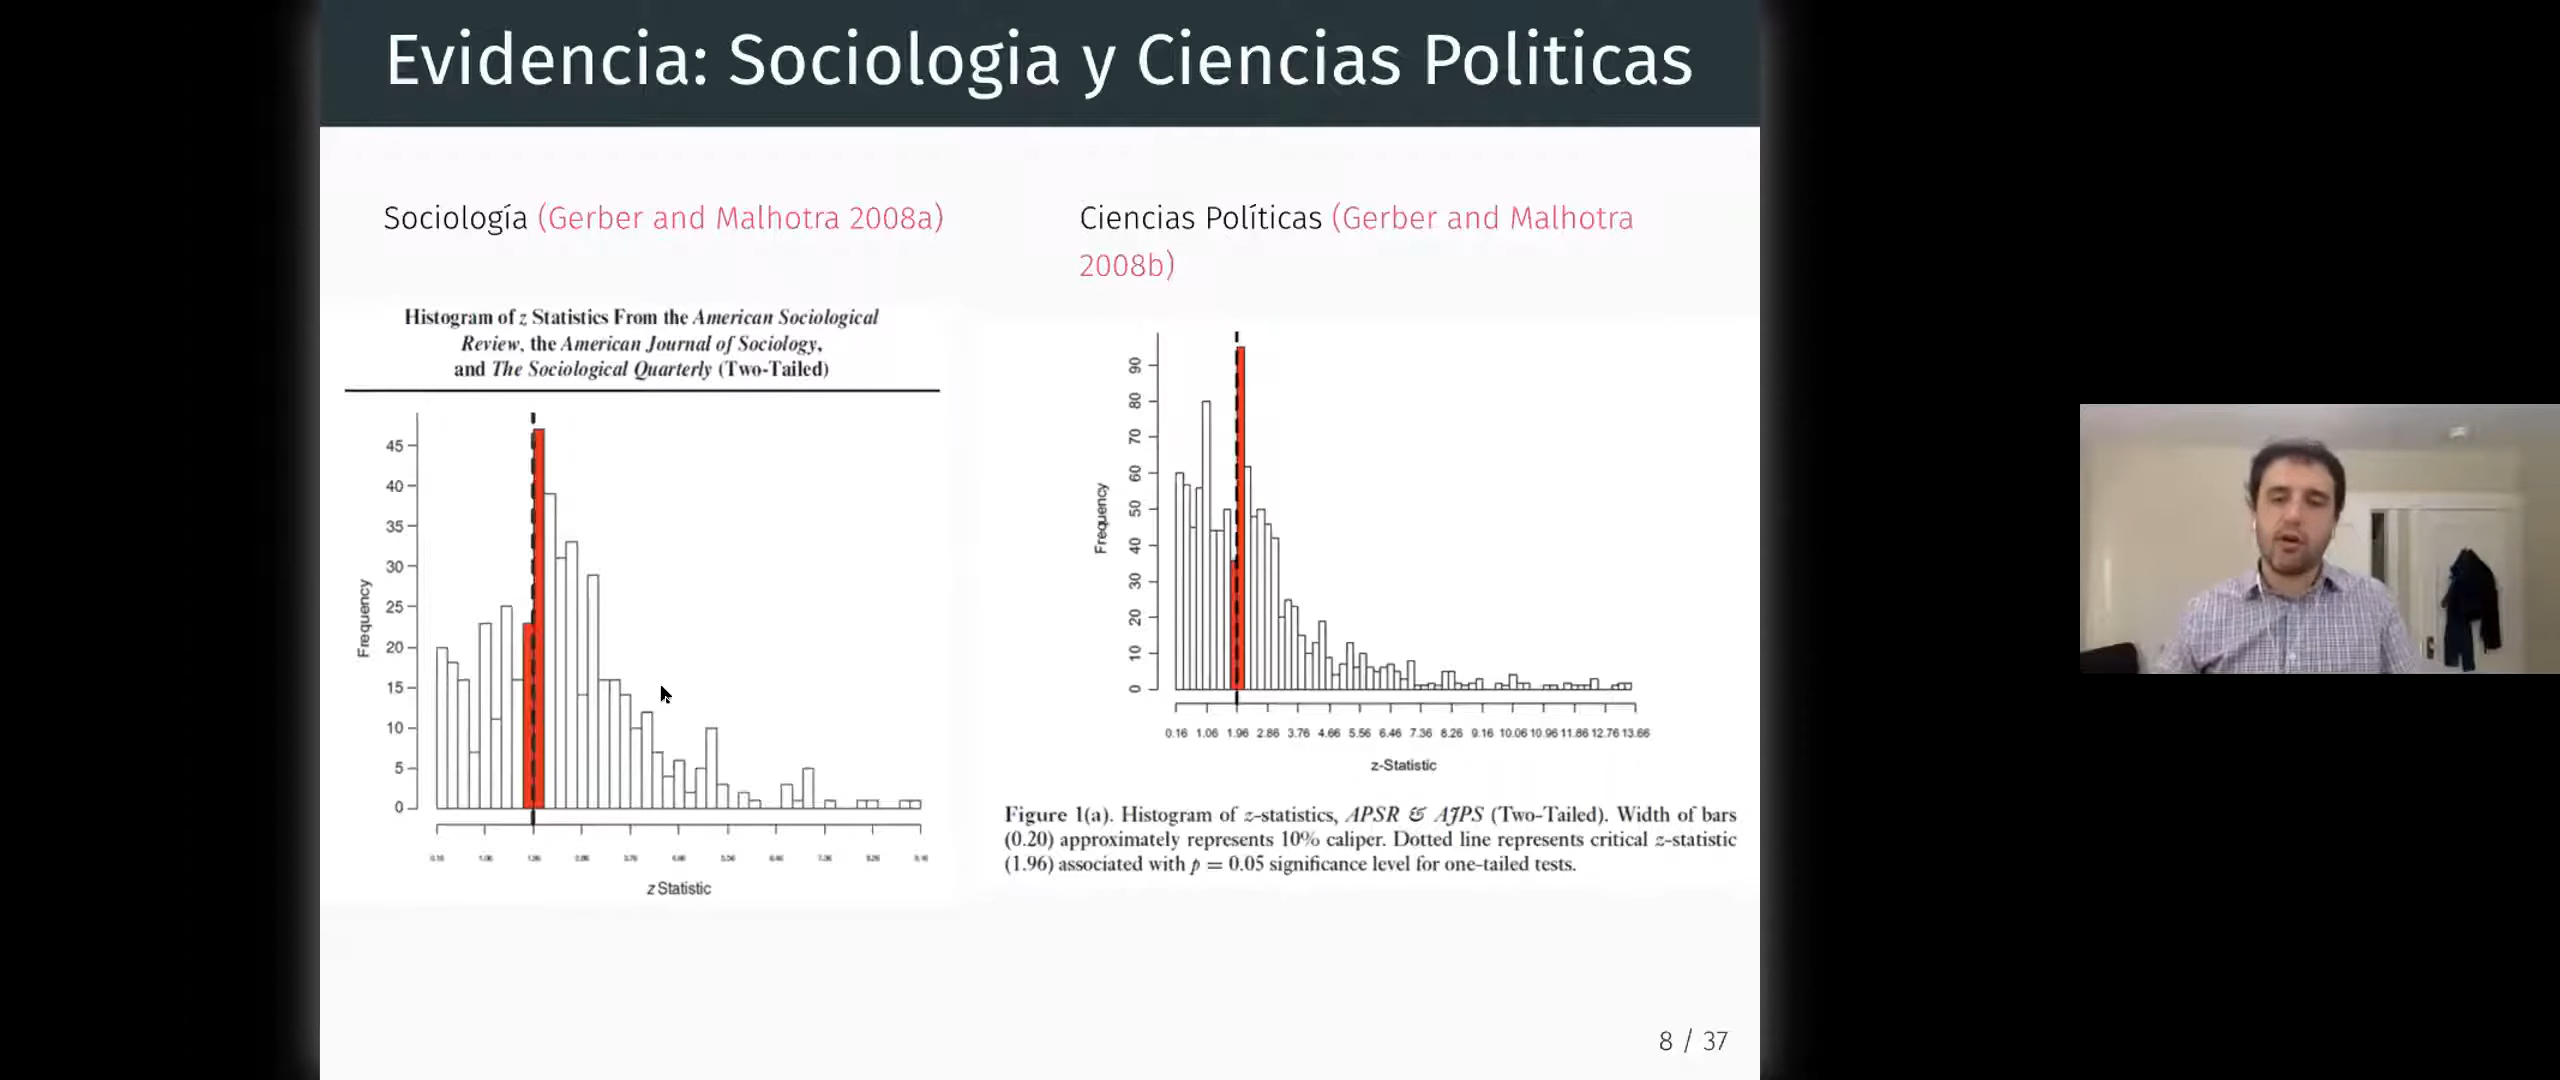 Evidencia: Sociologia y Ciencias Politicas
Sociología (Gerber and Malhotra 2008a)
Histogram of z Statistics From the American Sociological
Review, the American Journal of Sociology,
and The Sociological Quarterly (Two-Tailed)
Frequency
45
40
35
30
25
20
15
10
5
0
z Statistic
Ciencias Políticas (Gerber and Malhotra
2008b)
Frequency
90
80
70
60
50
40
30
20
10
0
0.16 1.06 1.96 2.86 3.76 4.66 5.56 6.46 7.36 8.26 9.16 10.06 10.96 11.86 12.76 13.66
z-Statistic
Figure 1(a). Histogram of z-statistics, APSR & AJPS (Two-Tailed). Width of bars
(0.20) approximately represents 10% caliper. Dotted line represents critical z-statistic
(1.96) associated with p = 0.05 significance level for one-tailed tests.
8 / 37